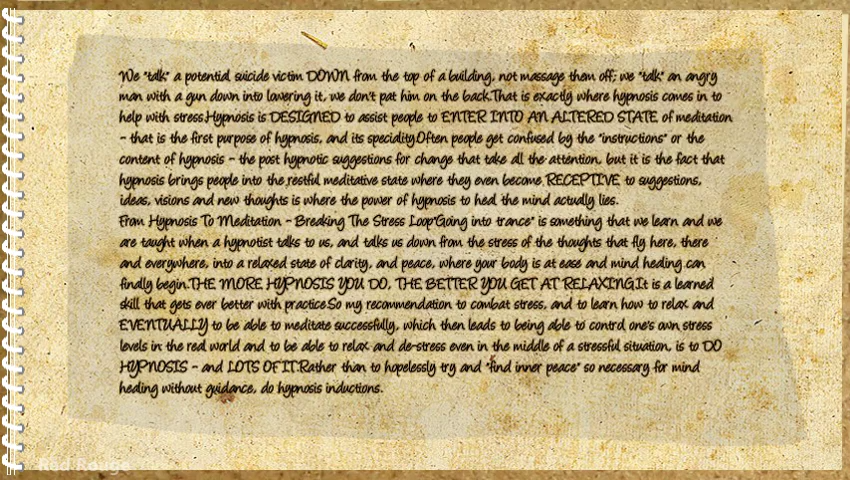 We "talk" a potential suicide victim DOWN from the top of a building, not massage them off; we "talk" an angry
man with a gun down into lowering it, we don't pat him on the back.That is exactly where hypnosis comes in to
help with stress.Hypnosis is DESIGNED to assist people to ENTER INTO AN ALTERED STATE of meditation
- that is the first purpose of hypnosis, and its speciality.Often people get confused by the "instructions" or the
content of hypnosis - the post hypnotic suggestions for change that take all the attention, but it is the fact that
hypnosis brings people into the restful meditative state where they even become RECEPTIVE to suggestions,
ideas, visions and new thoughts is where the power of hypnosis to heal the mind actually lies.
From Hypnosis To Meditation - Breaking The Stress Loop"Going into trance" is something that we learn and we
are taught when a hypnotist talks to us, and talks us down from the stress of the thoughts that fly here, there
and everywhere, into a relaxed state of clarity, and peace, where your body is at ease and mind healing can
finally begin.THE MORE HYPNOSIS YOU DO, THE BETTER YOU GET AT RELAXING.It is a learned
skill that gets ever better with practice.So my recommendation to combat stress, and to learn how to relax and
EVENTUALLY to be able to meditate successfully, which then leads to being able to control one's own stress
levels in the real world and to be able to relax and de-stress even in the middle of a stressful situation, is to DO
HYPNOSIS - and LOTS OF IT.Rather than to hopelessly try and "find inner peace" so necessary for mind
healing without guidance, do hypnosis inductions.
Red Rouge